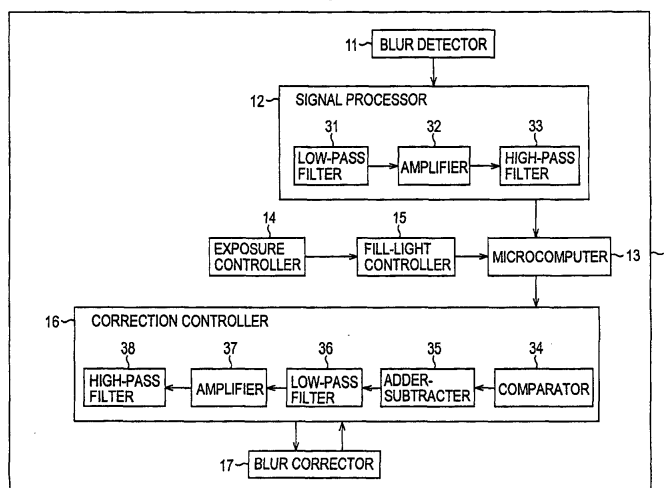 11 BLUR DETECTOR
12 SIGNAL PROCESSOR
31 32 33
LOW-PASS FILTER AMPLIFIER HIGH-PASS FILTER
14 15
EXPOSURE CONTROLLER FILL-LIGHT CONTROLLER MICROCOMPUTER 13
16 CORRECTION CONTROLLER
38 37 36 35 34
HIGH-PASS FILTER AMPLIFIER LOW-PASS FILTER ADDER-SUBTRACTER COMPARATOR
17 BLUR CORRECTOR